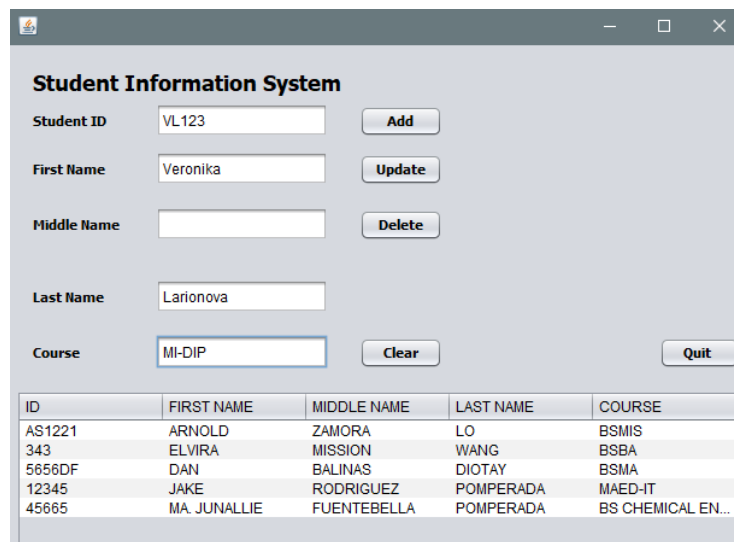 Student Information System
Student ID VL123 Add
First Name Veronika Update
Middle Name Delete
Last Name Larionova
Course MI-DIP Clear Quit
ID FIRST NAME MIDDLE NAME LAST NAME COURSE
AS1221 ARNOLD ZAMORA LO BSMIS
343 ELVIRA MISSION WANG BSBA
5656DF DAN BALINAS DIOTAY BSMA
12345 JAKE RODRIGUEZ POMPERADA MAED-IT
45665 MA. JUNALLIE FUENTEBELLA POMPERADA BS CHEMICAL EN...